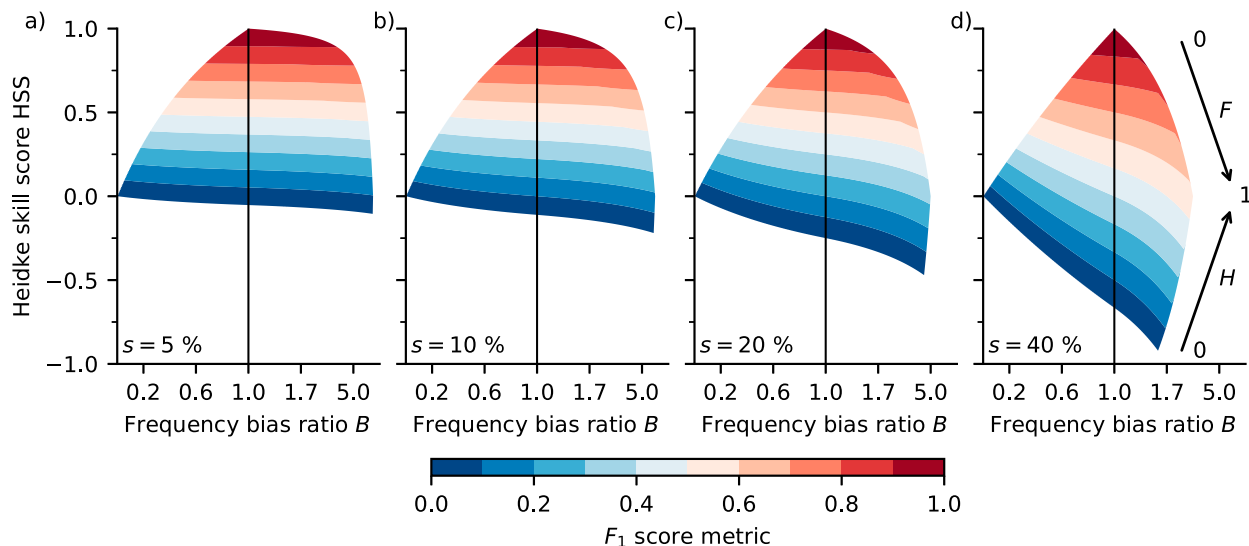 a)
b)
c)
d)
Heidke skill score HSS
1.0
0.5
0.0
−0.5
−1.0
s = 5 %
s = 10 %
s = 20 %
s = 40 %
0
F
1
H
0
0.2 0.6 1.0 1.7 5.0
0.2 0.6 1.0 1.7 5.0
0.2 0.6 1.0 1.7 5.0
0.2 0.6 1.0 1.7 5.0
Frequency bias ratio B
Frequency bias ratio B
Frequency bias ratio B
Frequency bias ratio B
0.0 0.2 0.4 0.6 0.8 1.0
F₁ score metric